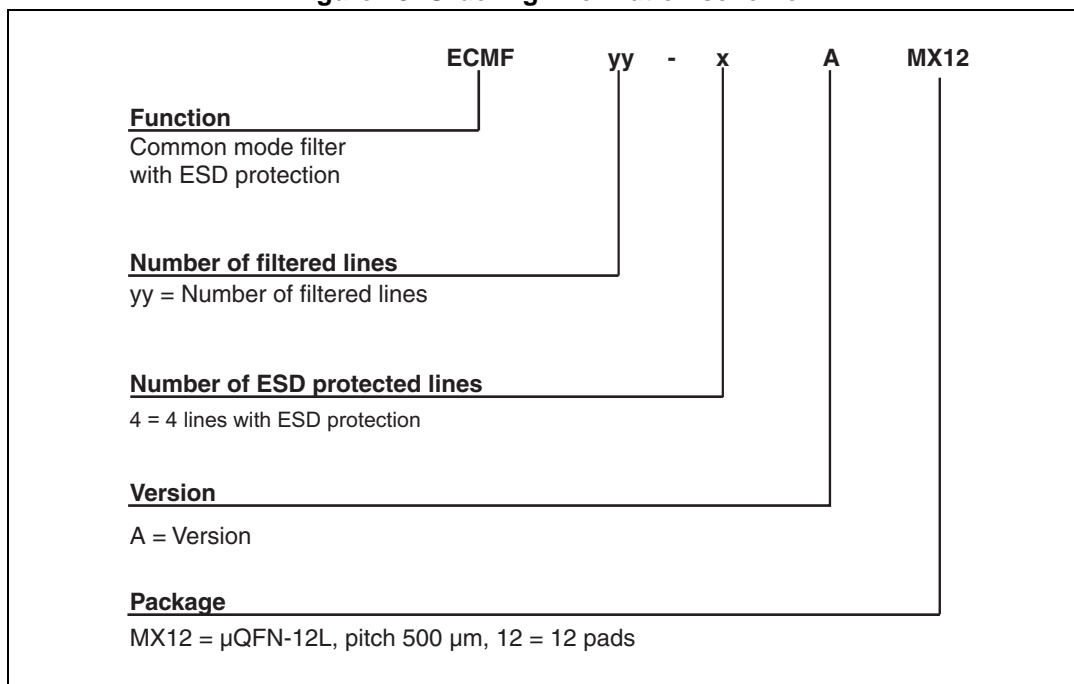 ECMF yy - x A MX12
Function
Common mode filter
with ESD protection
Number of filtered lines
yy = Number of filtered lines
Number of ESD protected lines
4 = 4 lines with ESD protection
Version
A = Version
Package
MX12 = µQFN-12L, pitch 500 µm, 12 = 12 pads